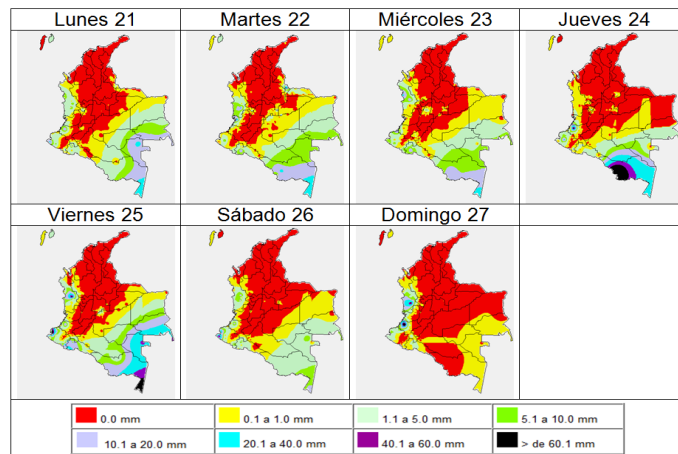 Lunes 21 Martes 22 Miércoles 23 Jueves 24
Viernes 25 Sábado 26 Domingo 27
0.0 mm 0.1 a 1.0 mm 1.1 a 5.0 mm 5.1 a 10.0 mm
10.1 a 20.0 mm 20.1 a 40.0 mm 40.1 a 60.0 mm > de 60.1 mm